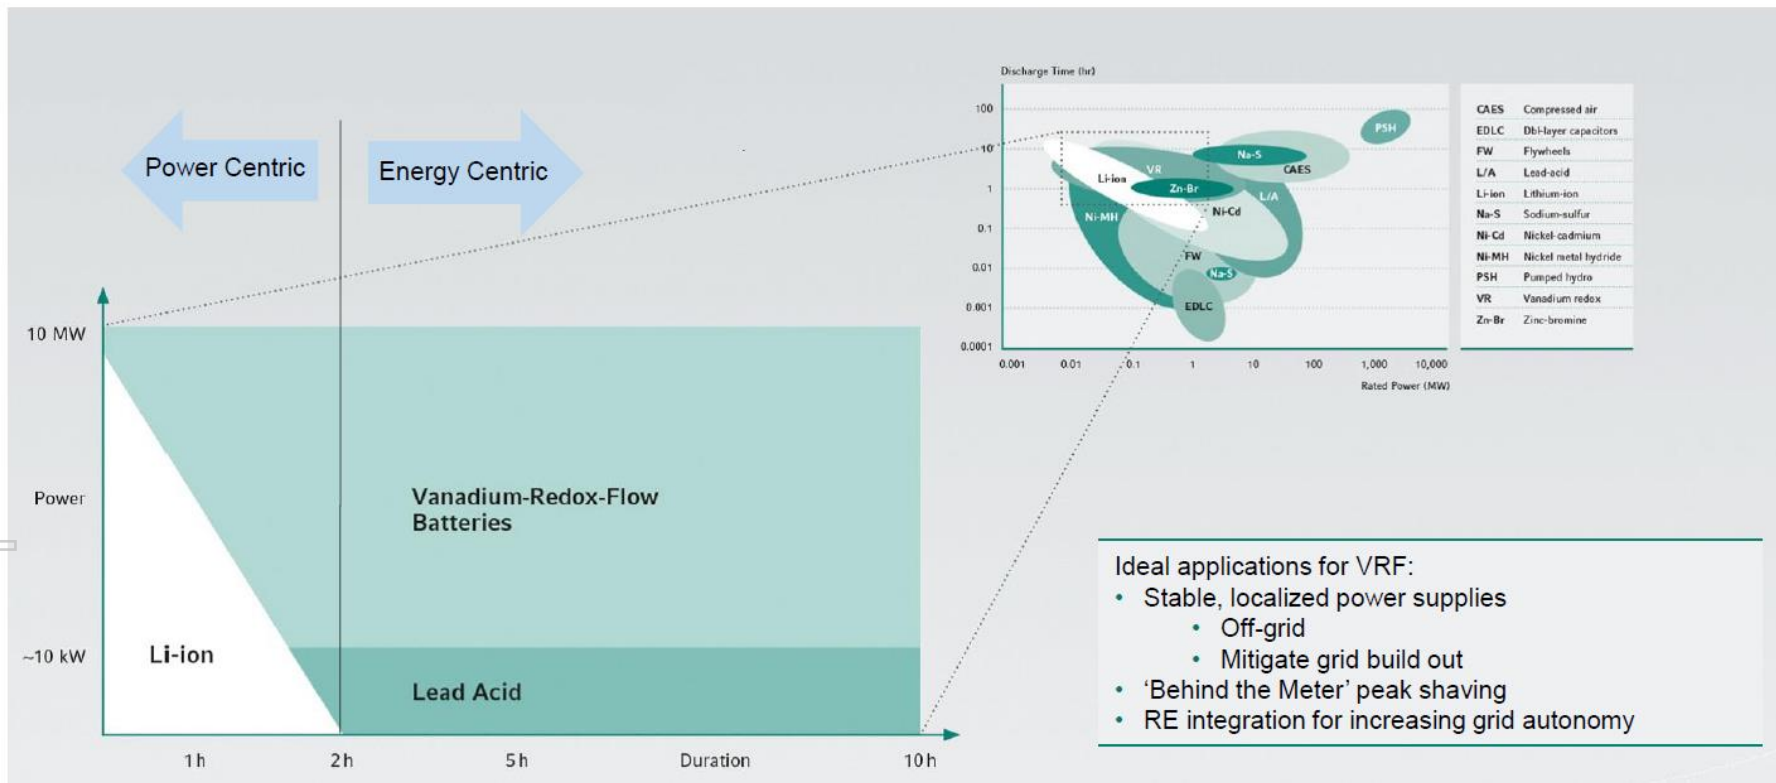 Power Centric
Energy Centric
10 MW
Power
~10 kW
Vanadium-Redox-Flow
Batteries
Li-ion
Lead Acid
1h
2h
5h
Duration
10h
Discharge Time (hr)
100
10
1
0.1
0.01
0.001
0.0001
0.001
0.01
0.1
1
10
100
1,000
10,000
Rated Power (MW)
PSH
Na-S
CAES
VR
Li-ion
Zn-Br
L/A
Ni-MH
Ni-Cd
FW
Na-S
EDLC
CAES Compressed air
EDLC Dbl-layer capacitors
FW Flywheels
L/A Lead-acid
Li-ion Lithium-ion
Na-S Sodium-sulfur
Ni-Cd Nickel-cadmium
Ni-MH Nickel metal hydride
PSH Pumped hydro
VR Vanadium redox
Zn-Br Zinc-bromine
Ideal applications for VRF:
• Stable, localized power supplies
• Off-grid
• Mitigate grid build out
• ‘Behind the Meter’ peak shaving
• RE integration for increasing grid autonomy